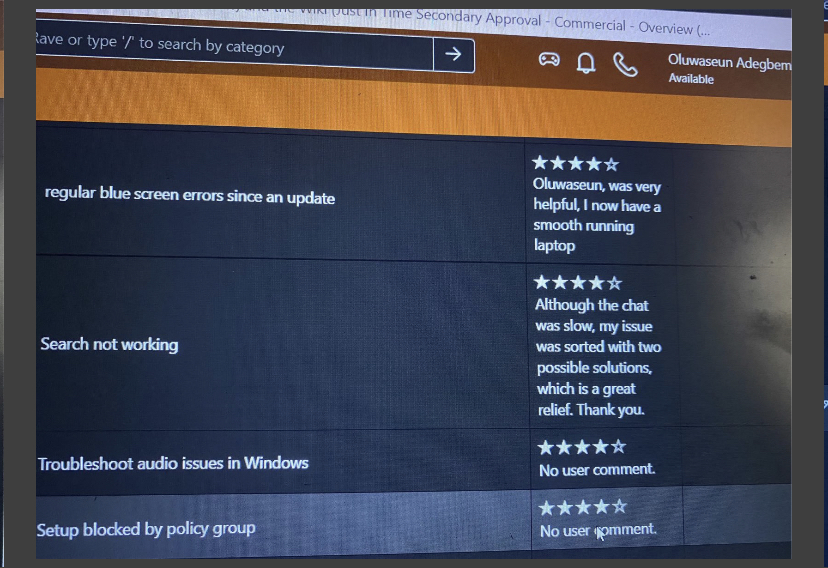 and the Wiki (Just In Time Secondary Approval - Commercial - Overview (...
Rave or type '/' to search by category
Oluwaseun Adegbem
Available
regular blue screen errors since an update
★★★★☆
Oluwaseun, was very
helpful, I now have a
smooth running
laptop
Search not working
★★★★☆
Although the chat
was slow, my issue
was sorted with two
possible solutions,
which is a great
relief. Thank you.
Troubleshoot audio issues in Windows
★★★★☆
No user comment.
Setup blocked by policy group
★★★★☆
No user comment.